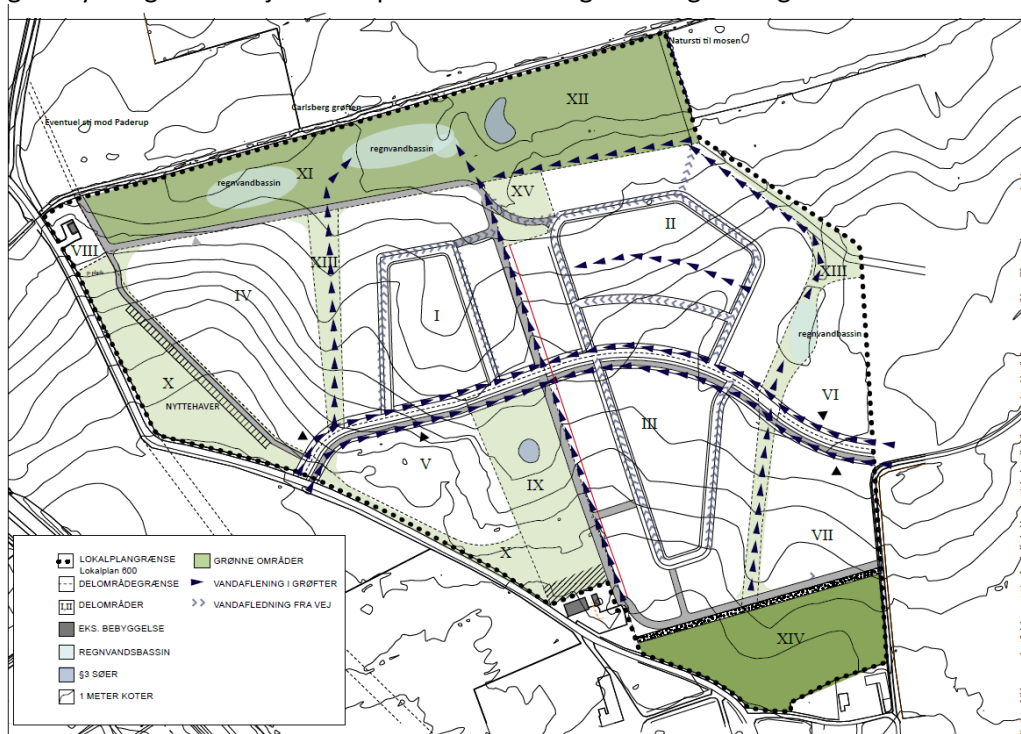 Natursti til mosen
XII
Carlsberg grøften
Eventuel sti mod Paderup
regnvandbassin
XI
regnvandbassin
XV
II
VIII
XIII
XIII
IV
I
regnvandbassin
X
VI
NYTTEHAVER
III
V
IX
VII
X
XIV
LOKALPLANGRÆNSE
Lokalplan 600
DELOMRÅDEGRÆNSE
I,II DELOMRÅDER
EKS. BEBYGGELSE
REGNVANDSBASSIN
§3 SØER
1 METER KOTER
GRØNNE OMRÅDER
VANDAFLENING I GRØFTER
VANDAFLEDNING FRA VEJ